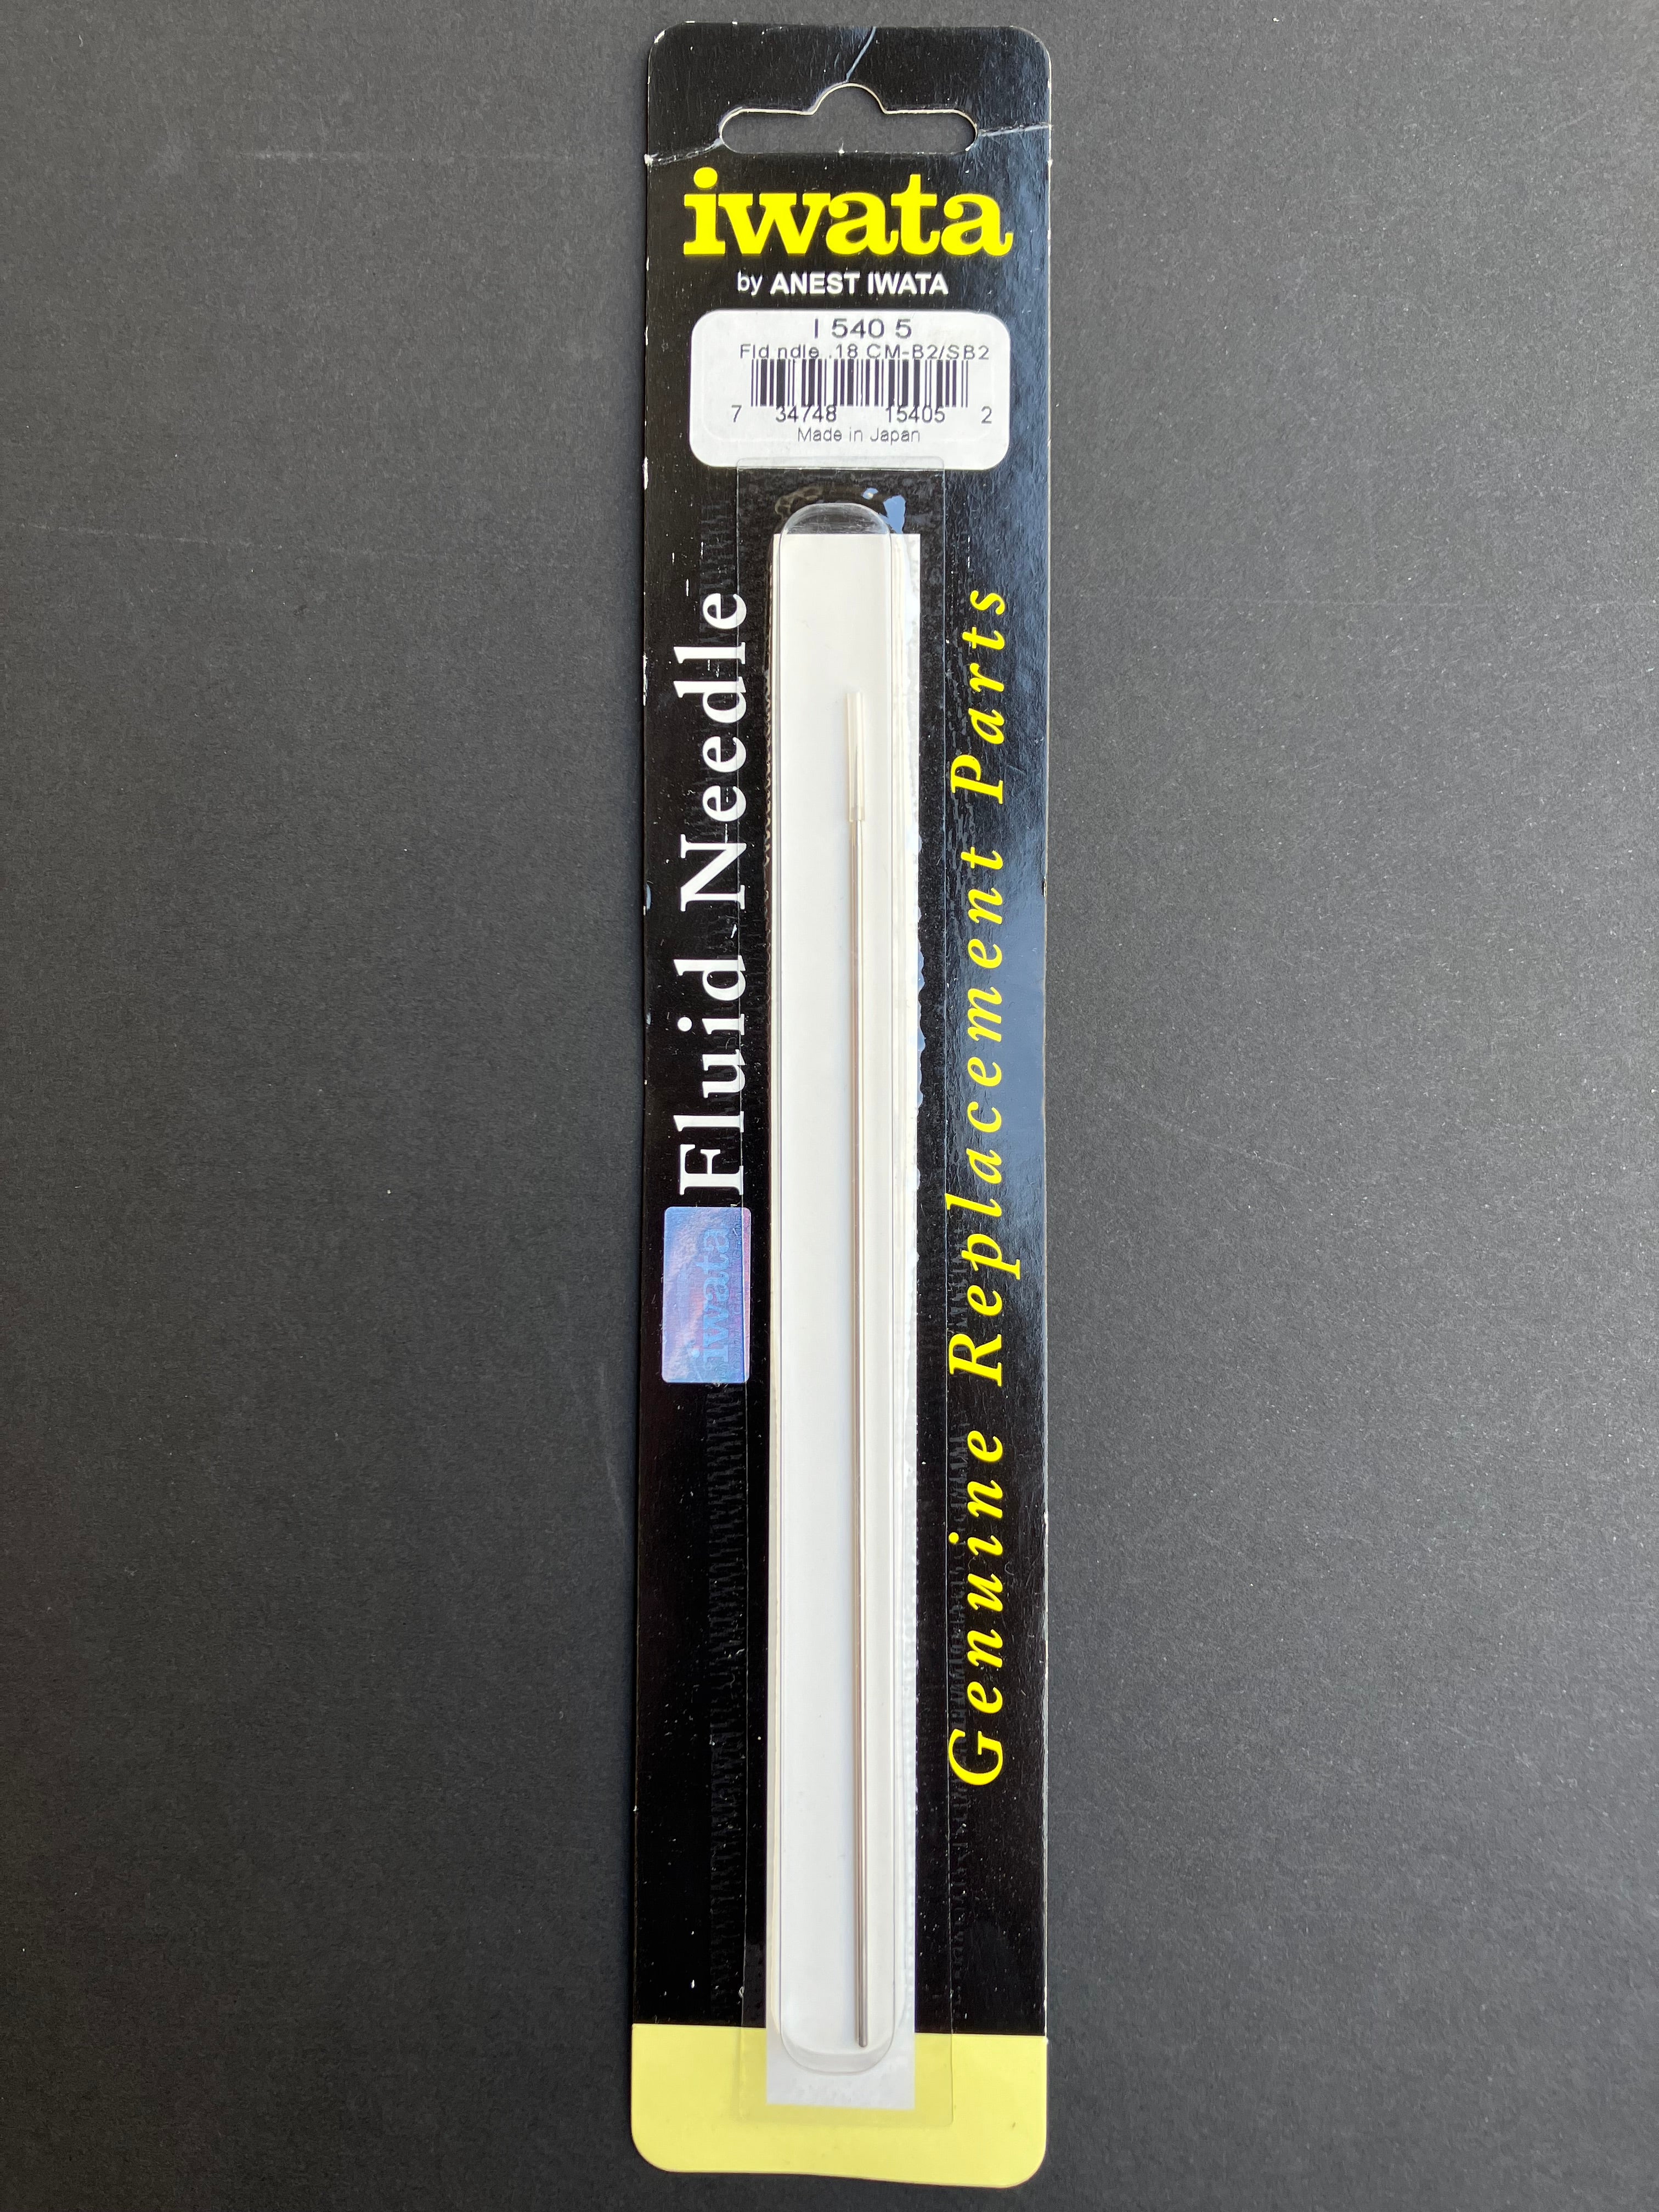 iwata
by ANEST IWATA
I 540 5
Fld ndle .18 CM-B2/SB2
7 34748 15405 2
Made in Japan
Fluid Needle
iwata
Genuine Replacement Parts